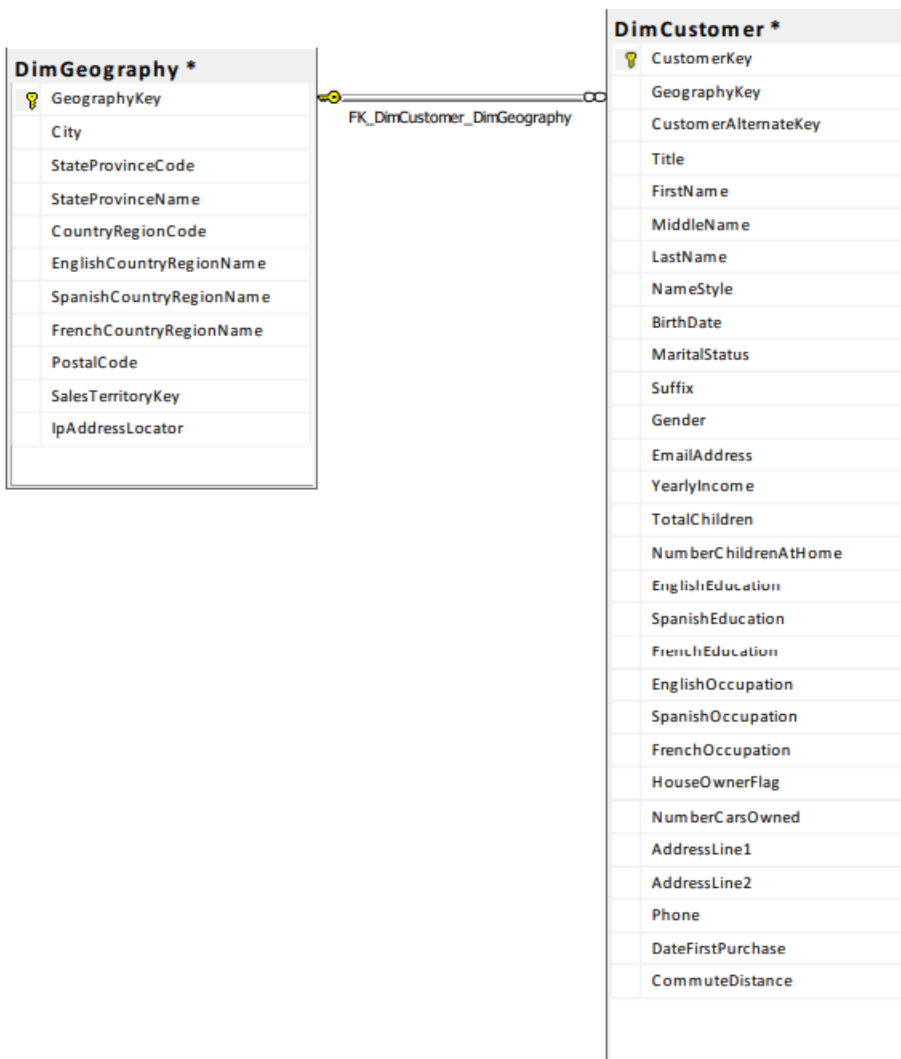 DimGeography *
GeographyKey
City
StateProvinceCode
StateProvinceName
CountryRegionCode
EnglishCountryRegionName
SpanishCountryRegionName
FrenchCountryRegionName
PostalCode
SalesTerritoryKey
IpAddressLocator
FK_DimCustomer_DimGeography
DimCustomer *
CustomerKey
GeographyKey
CustomerAlternateKey
Title
FirstName
MiddleName
LastName
NameStyle
BirthDate
MaritalStatus
Suffix
Gender
EmailAddress
YearlyIncome
TotalChildren
NumberChildrenAtHome
EnglishEducation
SpanishEducation
FrenchEducation
EnglishOccupation
SpanishOccupation
FrenchOccupation
HouseOwnerFlag
NumberCarsOwned
AddressLine1
AddressLine2
Phone
DateFirstPurchase
CommuteDistance